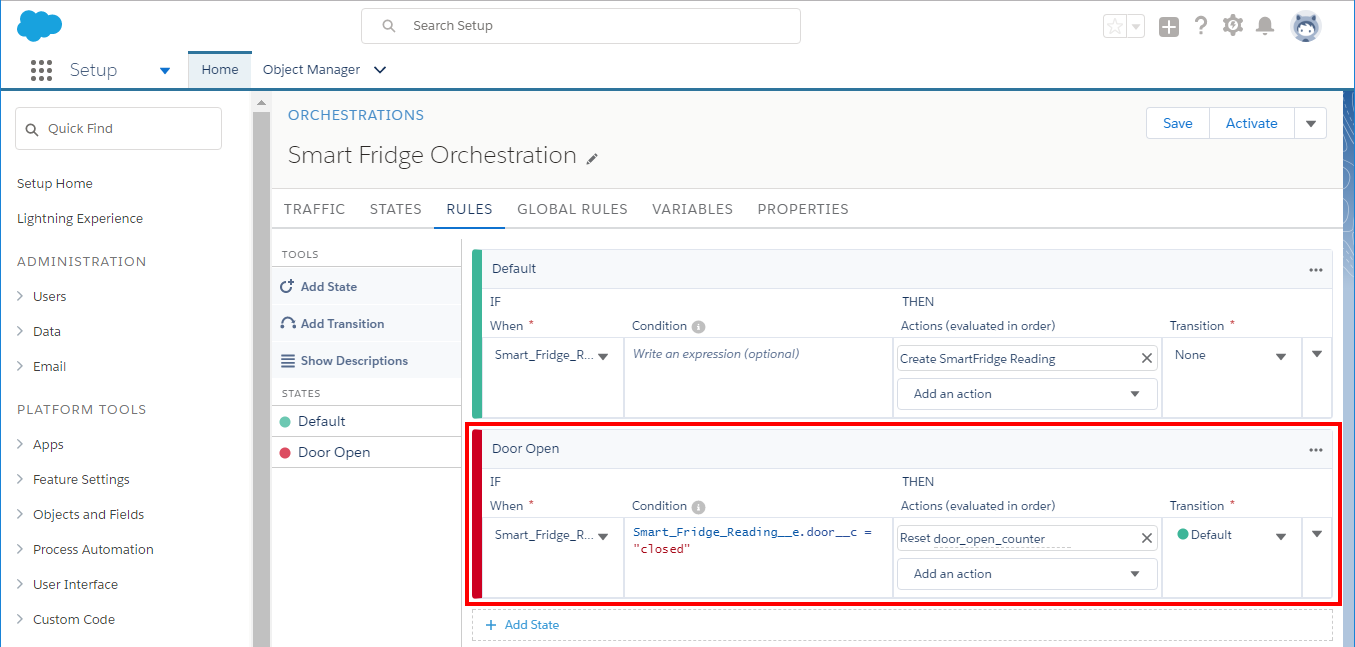 Search Setup
Setup
Home
Object Manager
Quick Find
Setup Home
Lightning Experience
ADMINISTRATION
Users
Data
Email
PLATFORM TOOLS
Apps
Feature Settings
Objects and Fields
Process Automation
User Interface
Custom Code
ORCHESTRATIONS
Smart Fridge Orchestration
Save
Activate
TRAFFIC
STATES
RULES
GLOBAL RULES
VARIABLES
PROPERTIES
TOOLS
Add State
Add Transition
Show Descriptions
STATES
Default
Door Open
Default
IF
THEN
When *
Condition
Actions (evaluated in order)
Transition *
Smart_Fridge_R...
Write an expression (optional)
Create SmartFridge Reading
Add an action
None
Door Open
IF
THEN
When *
Condition
Actions (evaluated in order)
Transition *
Smart_Fridge_R...
Smart_Fridge_Reading__e.door__c =
"closed"
Reset door_open_counter
Add an action
Default
+ Add State